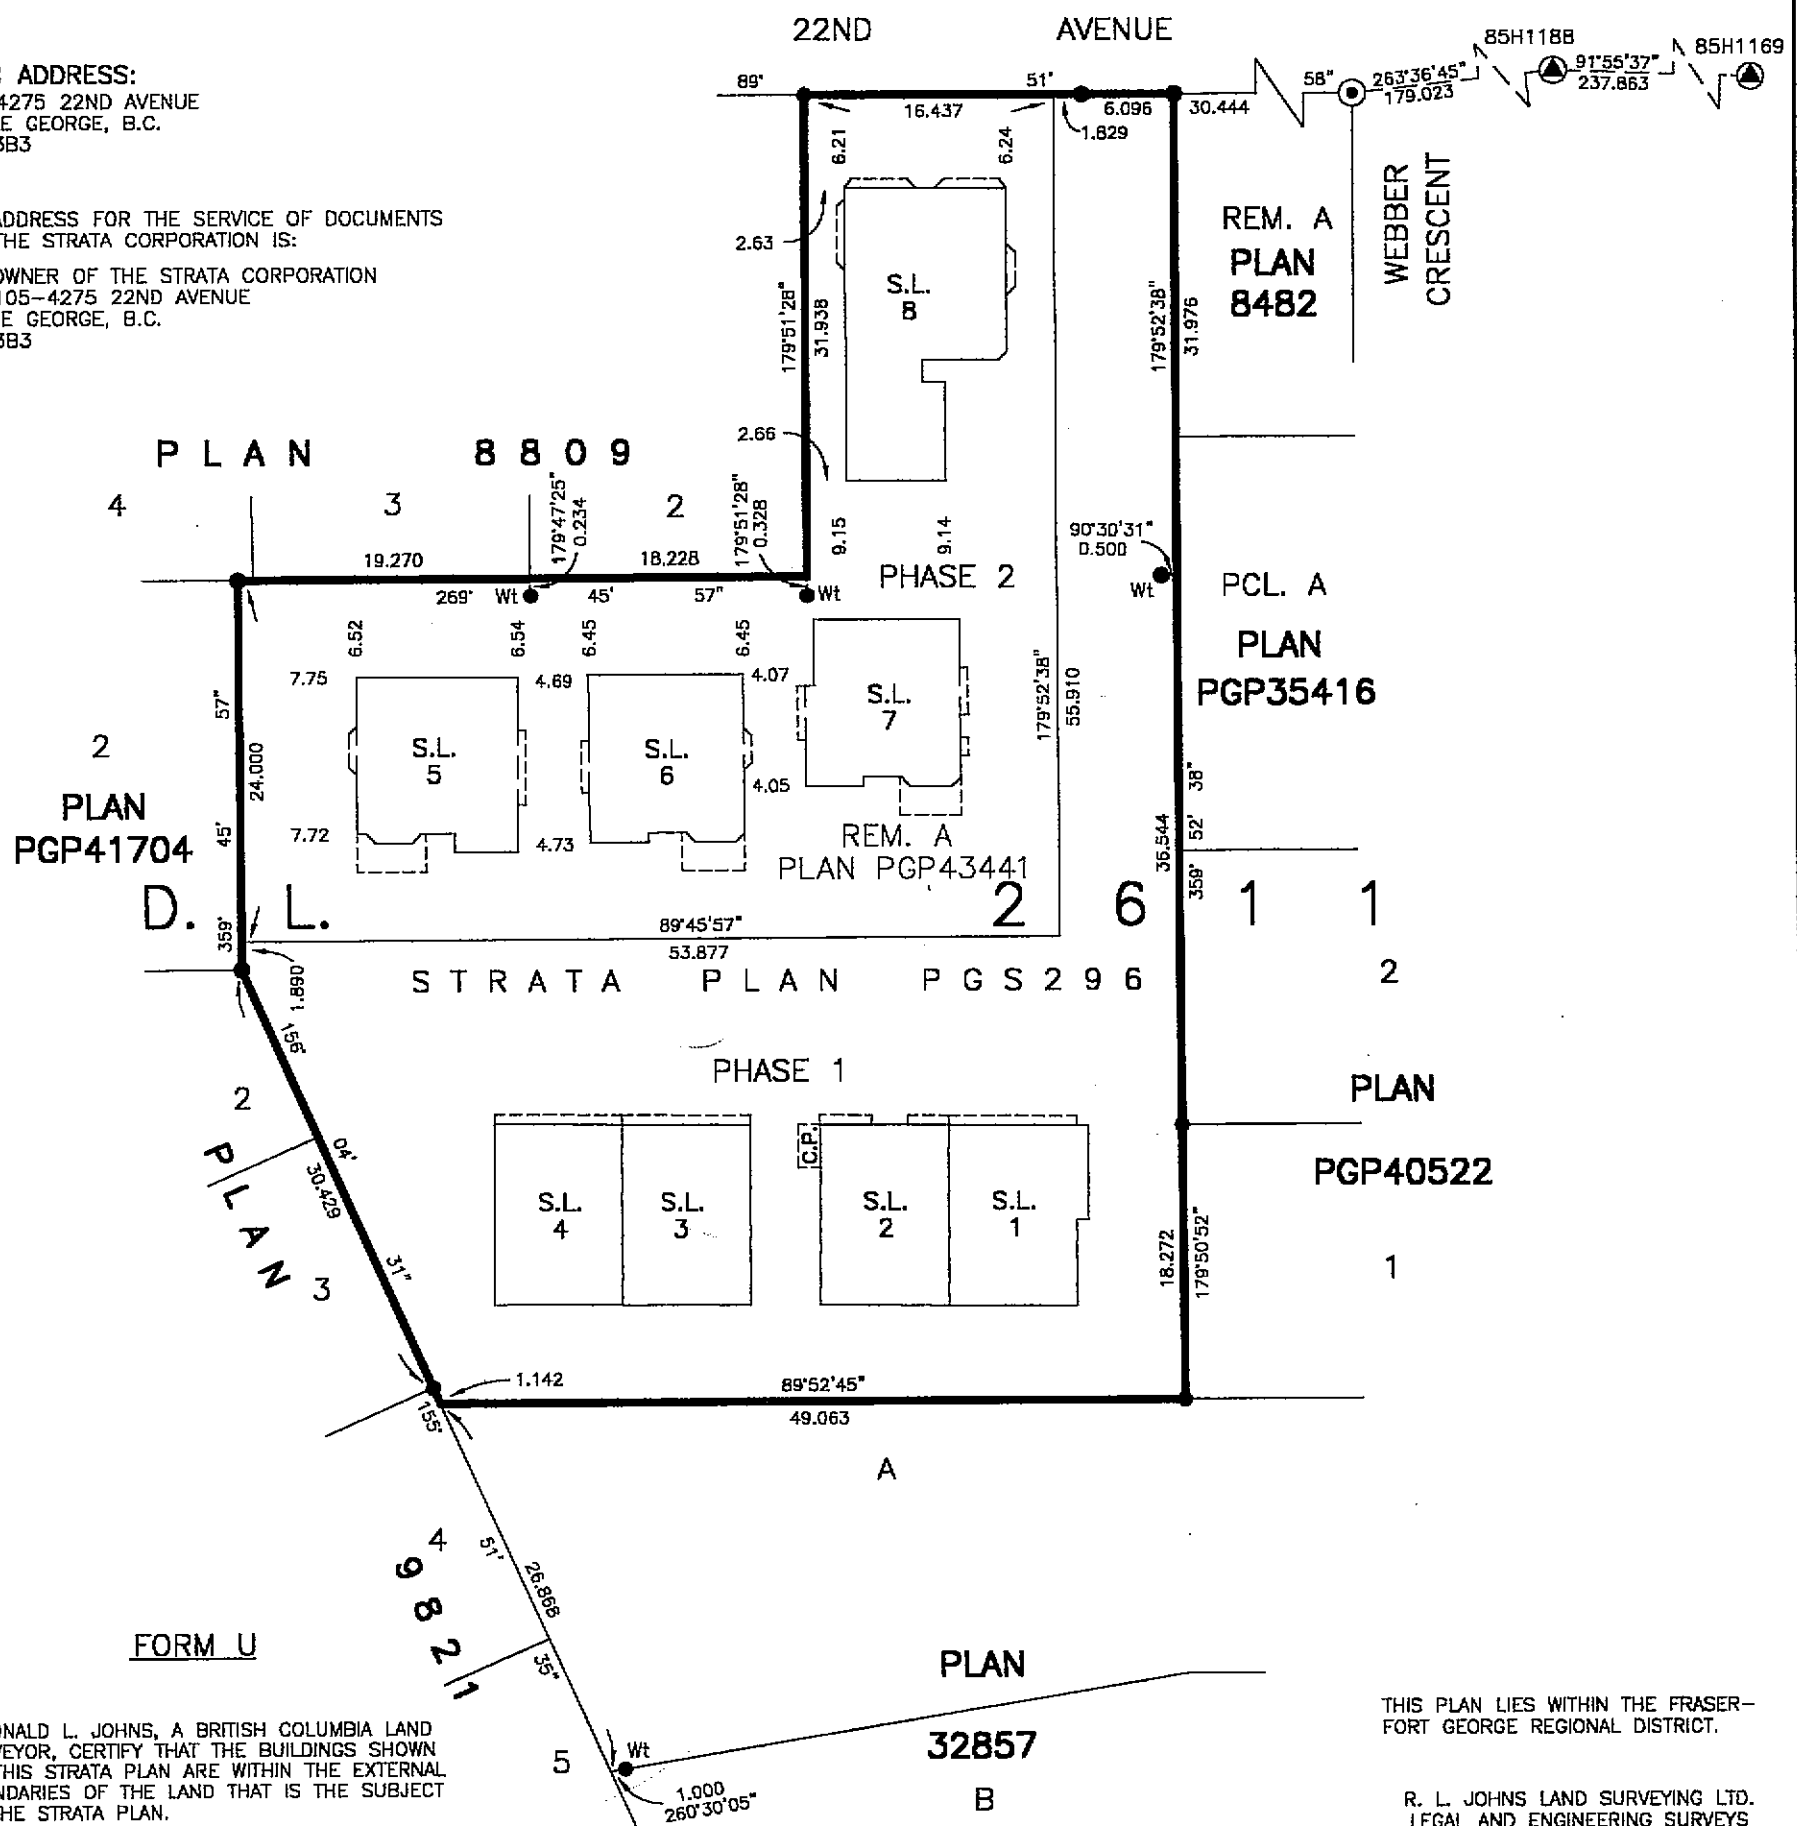 22ND AVENUE
ADDRESS:
4275 22ND AVENUE
E GEORGE, B.C.
3B3
ADDRESS FOR THE SERVICE OF DOCUMENTS
THE STRATA CORPORATION IS:
OWNER OF THE STRATA CORPORATION
105-4275 22ND AVENUE
E GEORGE, B.C.
3B3
89° 51' 58"
16.437
6.096
30.444
1.829
263°36'45"
179.023
85H1188
91°55'37"
237.863
85H1169
WEBBER
CRESCENT
REM. A
PLAN
8482
6.21
6.24
2.63
179°51'28"
31.938
S.L.
8
179°52'38"
31.976
2.66
9.15
9.14
PHASE 2
PLAN 8809
4
3
2
179°47'25"
0.234
179°51'28"
0.328
19.270
18.228
269° 45' 57"
Wt
Wt
90°30'31"
0.500
Wt
PCL. A
PLAN
PGP35416
6.52
6.54
6.45
6.45
7.75
4.69
4.07
S.L.
5
S.L.
6
S.L.
7
7.72
4.73
4.05
179°52'38"
55.910
REM. A
PLAN PGP43441
2
PLAN
PGP41704
359° 45' 57"
24.000
359° 52' 38"
36.544
D. L. 2 6 1 1
89°45'57"
53.877
1.890
STRATA PLAN PGS296
2
PHASE 1
PLAN
PGP40522
1
156° 04' 31"
30.429
2
3
PLAN 9821
C.P.
S.L.
4
S.L.
3
S.L.
2
S.L.
1
18.272
179°50'52"
1.142
89°52'45"
49.063
A
155° 51' 35"
26.868
4
5
Wt
1.000
260°30'05"
PLAN
32857
B
FORM U
NALD L. JOHNS, A BRITISH COLUMBIA LAND
VEYOR, CERTIFY THAT THE BUILDINGS SHOWN
THIS STRATA PLAN ARE WITHIN THE EXTERNAL
NDARIES OF THE LAND THAT IS THE SUBJECT
THE STRATA PLAN.
THIS PLAN LIES WITHIN THE FRASER-
FORT GEORGE REGIONAL DISTRICT.
R. L. JOHNS LAND SURVEYING LTD.
LEGAL AND ENGINEERING SURVEYS